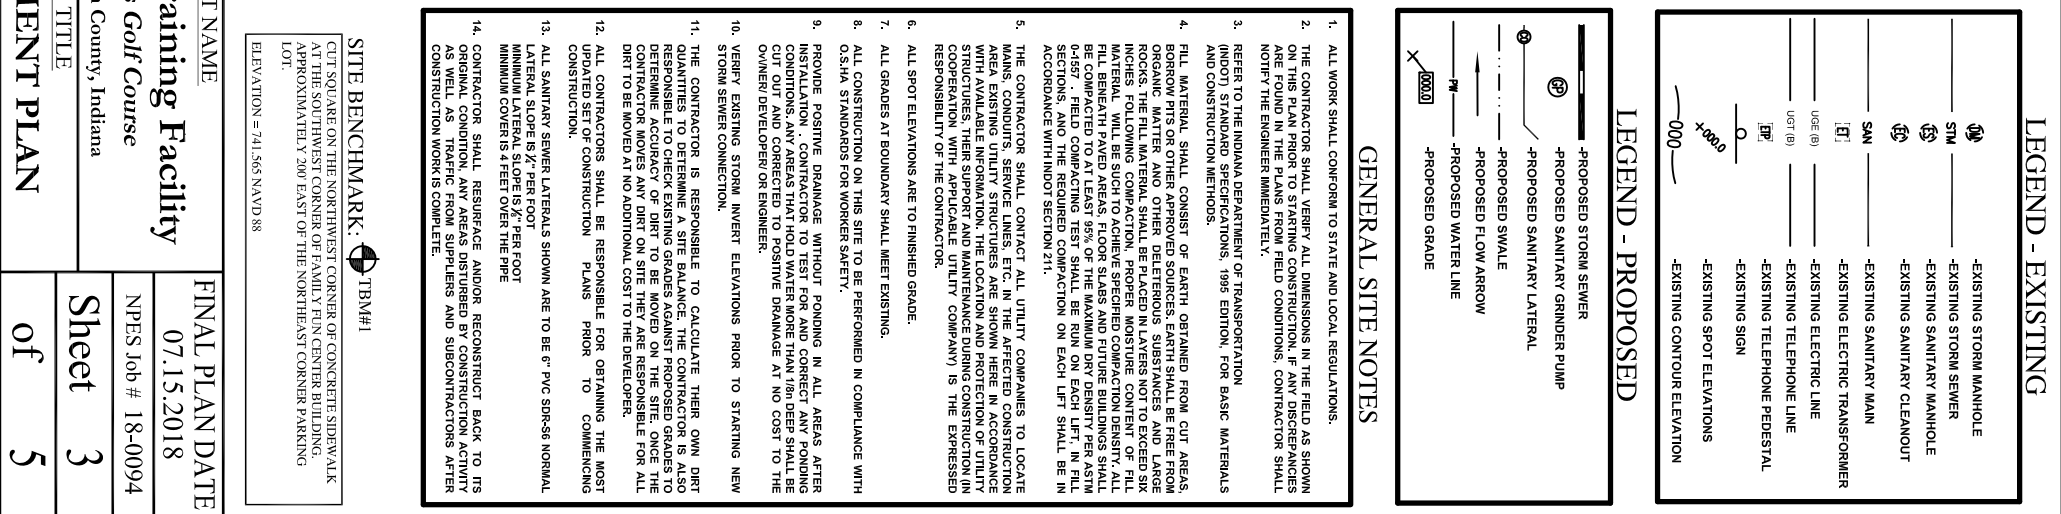 LEGEND - EXISTING
-EXISTING STORM MANHOLE
STM -EXISTING STORM SEWER
-EXISTING SANITARY MANHOLE
-EXISTING SANITARY CLEANOUT
SAN -EXISTING SANITARY MAIN
ET -EXISTING ELECTRIC TRANSFORMER
UGE (B) -EXISTING ELECTRIC LINE
UGT (B) -EXISTING TELEPHONE LINE
-EXISTING TELEPHONE PEDESTAL
-EXISTING SIGN
+000.0 -EXISTING SPOT ELEVATIONS
000 -EXISTING CONTOUR ELEVATION
LEGEND - PROPOSED
-PROPOSED STORM SEWER
GP -PROPOSED SANITARY GRINDER PUMP
-PROPOSED SANITARY LATERAL
-PROPOSED SWALE
-PROPOSED FLOW ARROW
PW -PROPOSED WATER LINE
000.0 -PROPOSED GRADE
GENERAL SITE NOTES
1. ALL WORK SHALL CONFORM TO STATE AND LOCAL REGULATIONS.
2. THE CONTRACTOR SHALL VERIFY ALL DIMENSIONS IN THE FIELD AS SHOWN
ON THIS PLAN PRIOR TO STARTING CONSTRUCTION. IF ANY DISCREPANCIES
ARE FOUND IN THE PLANS FROM FIELD CONDITIONS, CONTRACTOR SHALL
NOTIFY THE ENGINEER IMMEDIATELY.
3. REFER TO THE INDIANA DEPARTMENT OF TRANSPORTATION
(INDOT) STANDARD SPECIFICATIONS, 1995 EDITION, FOR BASIC MATERIALS
AND CONSTRUCTION METHODS.
4. FILL MATERIAL SHALL CONSIST OF EARTH OBTAINED FROM CUT AREAS,
BORROW PITS OR OTHER APPROVED SOURCES. EARTH SHALL BE FREE FROM
ORGANIC MATTER AND OTHER DELETERIOUS SUBSTANCES AND LARGE
ROCKS. THE FILL MATERIAL SHALL BE PLACED IN LAYERS NOT TO EXCEED SIX
INCHES FOLLOWING COMPACTION, PROPER MOISTURE CONTENT OF FILL
MATERIAL WILL BE SUCH TO ACHIEVE SPECIFIED COMPACTION DENSITY. ALL
FILL BENEATH PAVED AREAS, FLOOR SLABS AND FUTURE BUILDINGS SHALL
BE COMPACTED TO AT LEAST 95% OF THE MAXIMUM DRY DENSITY PER ASTM
0-4557 . FIELD COMPACTING TEST SHALL BE RUN ON EACH LIFT, IN FILL
SECTIONS, ANO THE REQUIRED COMPACTION ON EACH LIFT SHALL BE IN
ACCORDANCE WITH INDOT SECTION 211.
5. THE CONTRACTOR SHALL CONTACT ALL UTILITY COMPANIES TO LOCATE
MAINS, CONDUITS, SERVICE LINES, ETC. IN THE AFFECTED CONSTRUCTION
AREA EXISTING UTILITY STRUCTURES ARE SHOWN HERE IN ACCORDANCE
WITH AVAILABLE INFORMATION. THE LOCATION AND PROTECTION OF UTILITY
STRUCTURES, THEIR SUPPORT AND MAINTENANCE DURING CONSTRUCTION (IN
COOPERATION WITH APPLICABLE UTILITY COMPANY) IS THE EXPRESSED
RESPONSIBILITY OF THE CONTRACTOR.
6. ALL SPOT ELEVATIONS ARE TO FINISHED GRADE.
7. ALL GRADES AT BOUNDARY SHALL MEET EXISTING.
8. ALL CONSTRUCTION ON THIS SITE TO BE PERFORMED IN COMPLIANCE WITH
O.S.HA STANDARDS FOR WORKER SAFETY.
9. PROVIDE POSITIVE DRAINAGE WITHOUT PONDING IN ALL AREAS AFTER
INSTALLATION . CONTRACTOR TO TEST FOR AND CORRECT ANY PONDING
CONDITIONS. ANY AREAS THAT HOLD WATER MORE THAN 1/8in DEEP SHALL BE
CUT OUT AND CORRECTED TO POSITIVE DRAINAGE AT NO COST TO THE
OVVNER/ DEVELOPER/ OR ENGINEER.
10. VERIFY EXISTING STORM INVERT ELEVATIONS PRIOR TO STARTING NEW
STORM SEWER CONNECTION.
11. THE CONTRACTOR IS RESPONSIBLE TO CALCULATE THEIR OWN DIRT
QUANTITIES TO DETERMINE A SITE BALANCE, THE CONTRACTOR IS ALSO
RESPONSIBLE TO CHECK EXISTING GRADES AGAINST PROPOSED GRADES TO
DETERMINE ACCURACY OF DIRT TO BE MOVED ON THE SITE. ONCE THE
CONTRACTOR MOVES ANY DIRT ON SITE THEY ARE RESPONSIBLE FOR ALL
DIRT TO BE MOVED AT NO ADDITIONAL COST TO THE DEVELOPER.
12. ALL CONTRACTORS SHALL BE RESPONSIBLE FOR OBTAINING THE MOST
UPDATED SET OF CONSTRUCTION PLANS PRIOR TO COMMENCING
CONSTRUCTION.
13. ALL SANITARY SEWER LATERALS SHOWN ARE TO BE 6" PVC SDR-S6 NORMAL
LATERAL SLOPE IS ¼" PER FOOT
MINIMUM LATERAL SLOPE IS ⅛" PER FOOT
MINIMUM COVER IS 4 FEET OVER THE PIPE
14. CONTRACTOR SHALL RESURFACE AND/OR RECONSTRUCT BACK TO ITS
ORIGINAL CONDITION, ANY AREAS DISTURBED BY CONSTRUCTION ACTIVITY
AS WELL AS TRAFFIC FROM SUPPLIERS AND SUBCONTRACTORS AFTER
CONSTRUCTION WORK IS COMPLETE.
SITE BENCHMARK: TBM#1
CUT SQUARE ON THE NORTHWEST CORNER OF CONCRETE SIDEWALK
AT THE SOUTHWEST CORNER OF FAMILY FUN CENTER BUILDING.
APPROXIMATELY 200' EAST OF THE NORTHEAST CORNER PARKING
LOT.
ELEVATION = 741.565 NAVD 88
T NAME
raining Facility
s Golf Course
n County, Indiana
TITLE
MENT PLAN
FINAL PLAN DATE
07.15.2018
NPES Job # 18-0094
Sheet 3
of 5